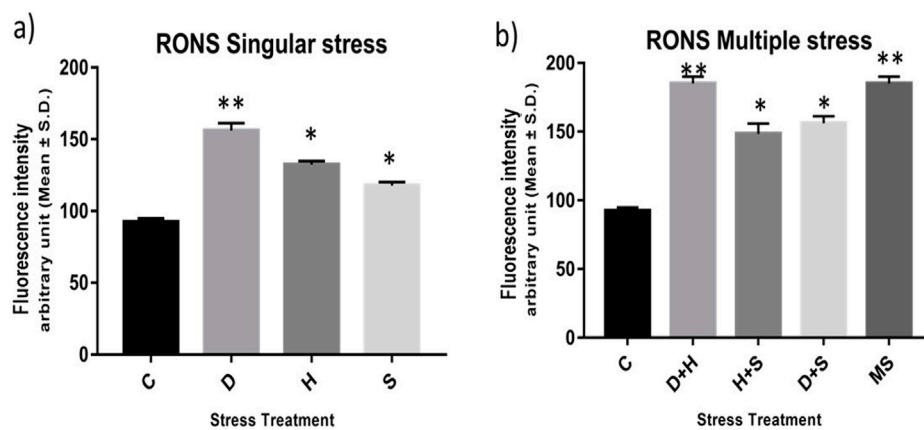 a)
RONS Singular stress
Fluorescence intensity
arbitrary unit (Mean ± S.D.)
200
150
100
50
0
**
*
*
C
D
H
S
Stress Treatment
b)
RONS Multiple stress
Fluorescence intensity
arbitrary unit (Mean ± S.D.)
200
150
100
50
0
**
*
*
**
C
D+H
H+S
D+S
MS
Stress Treatment